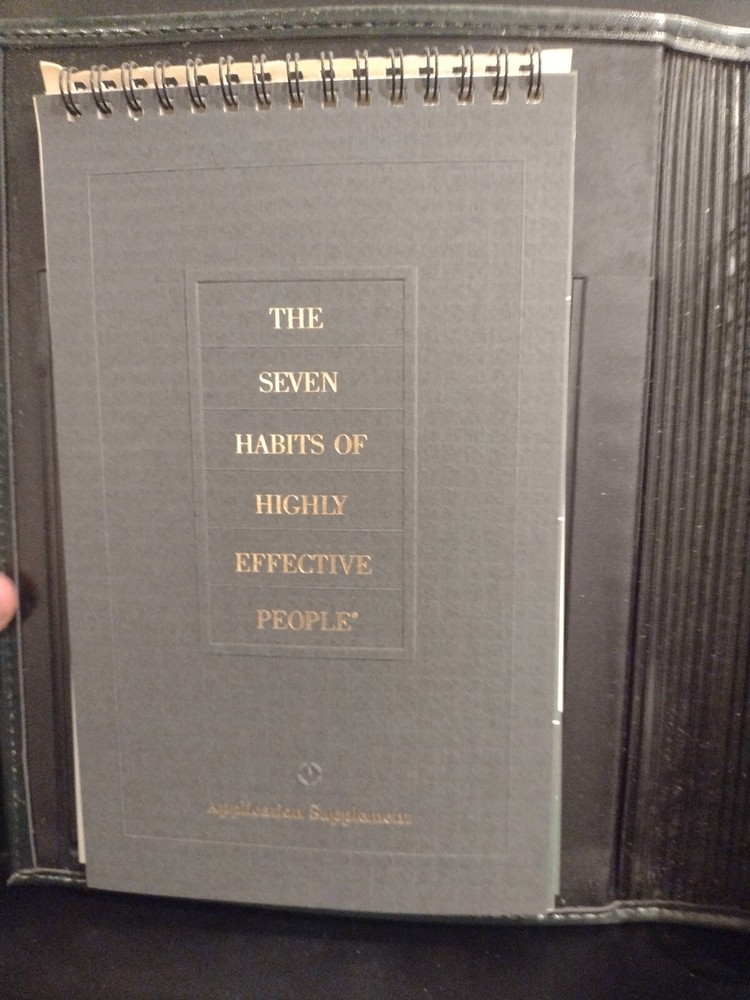 THE
SEVEN
HABITS OF
HIGHLY
EFFECTIVE
PEOPLE®
Application Supplement